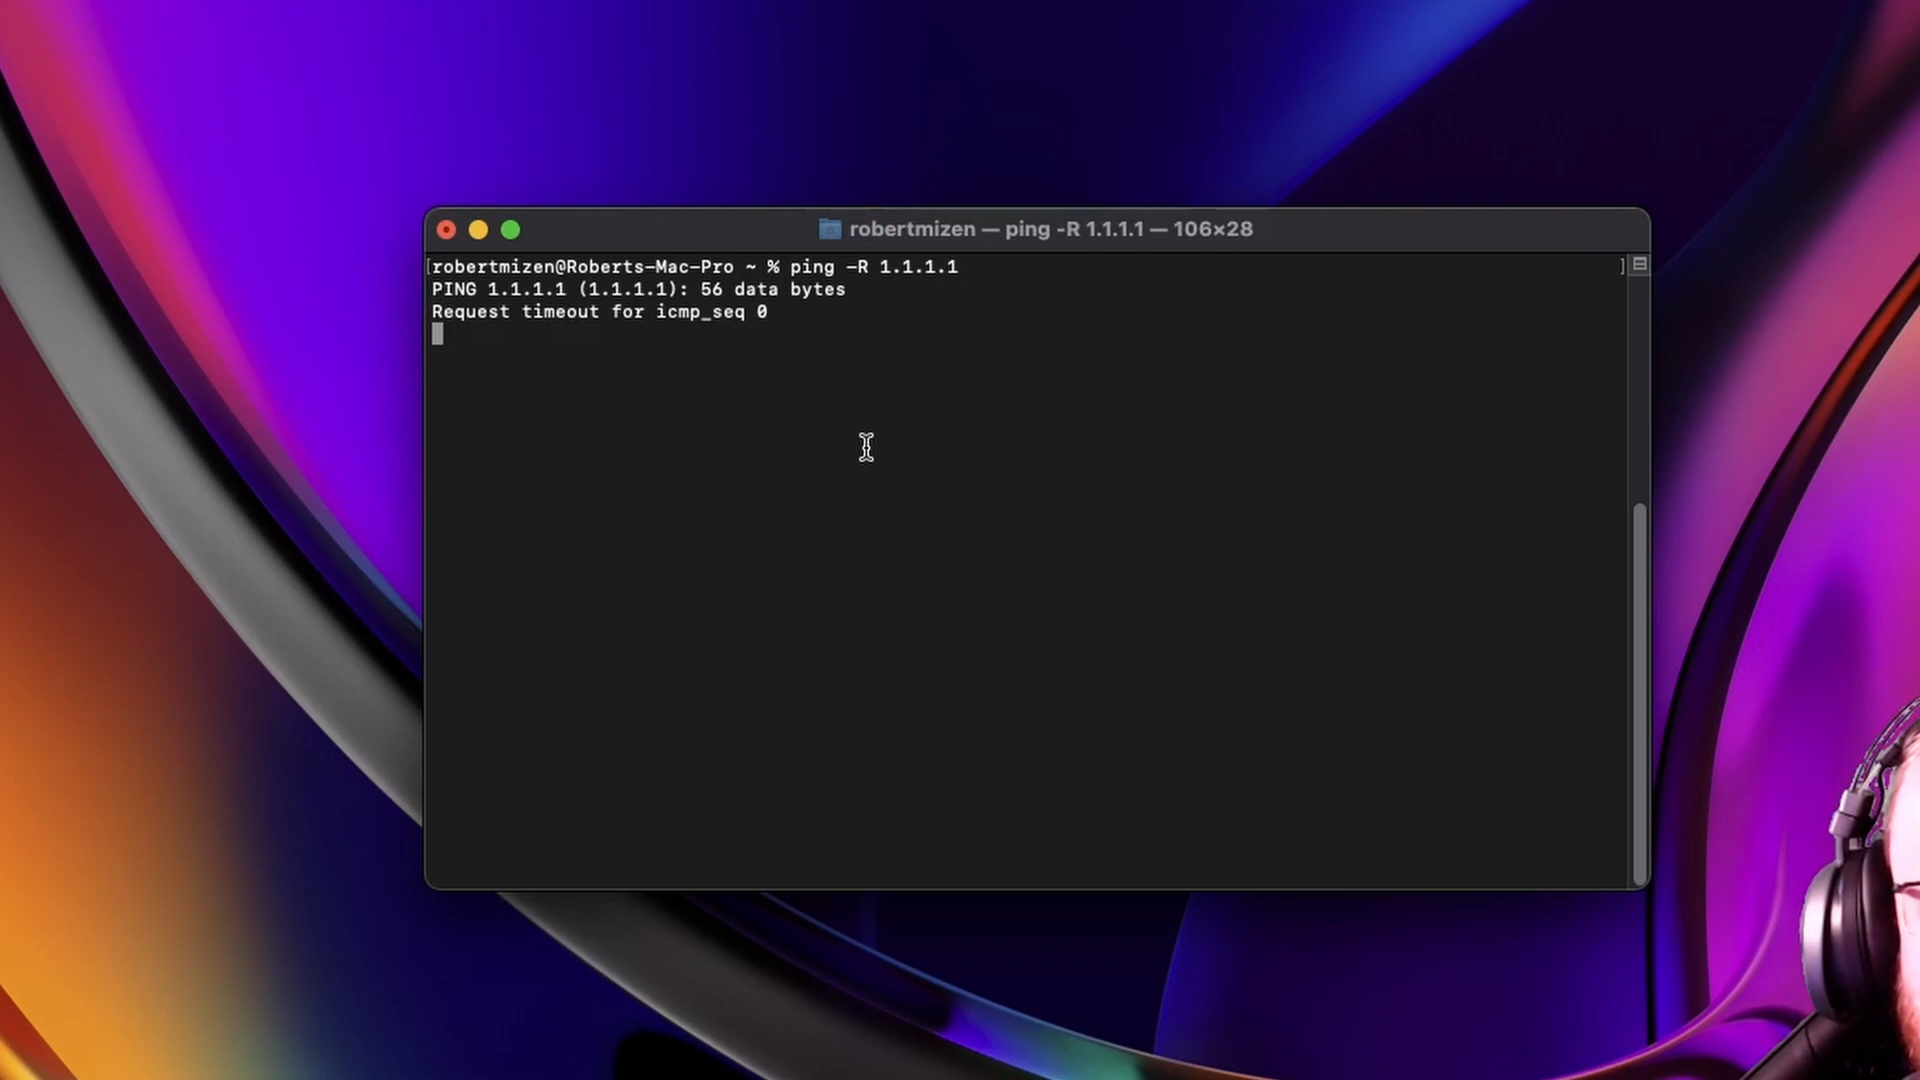 robertmizen — ping -R 1.1.1.1 — 106×28
[robertmizen@Roberts-Mac-Pro ~ % ping -R 1.1.1.1 ]
PING 1.1.1.1 (1.1.1.1): 56 data bytes
Request timeout for icmp_seq 0